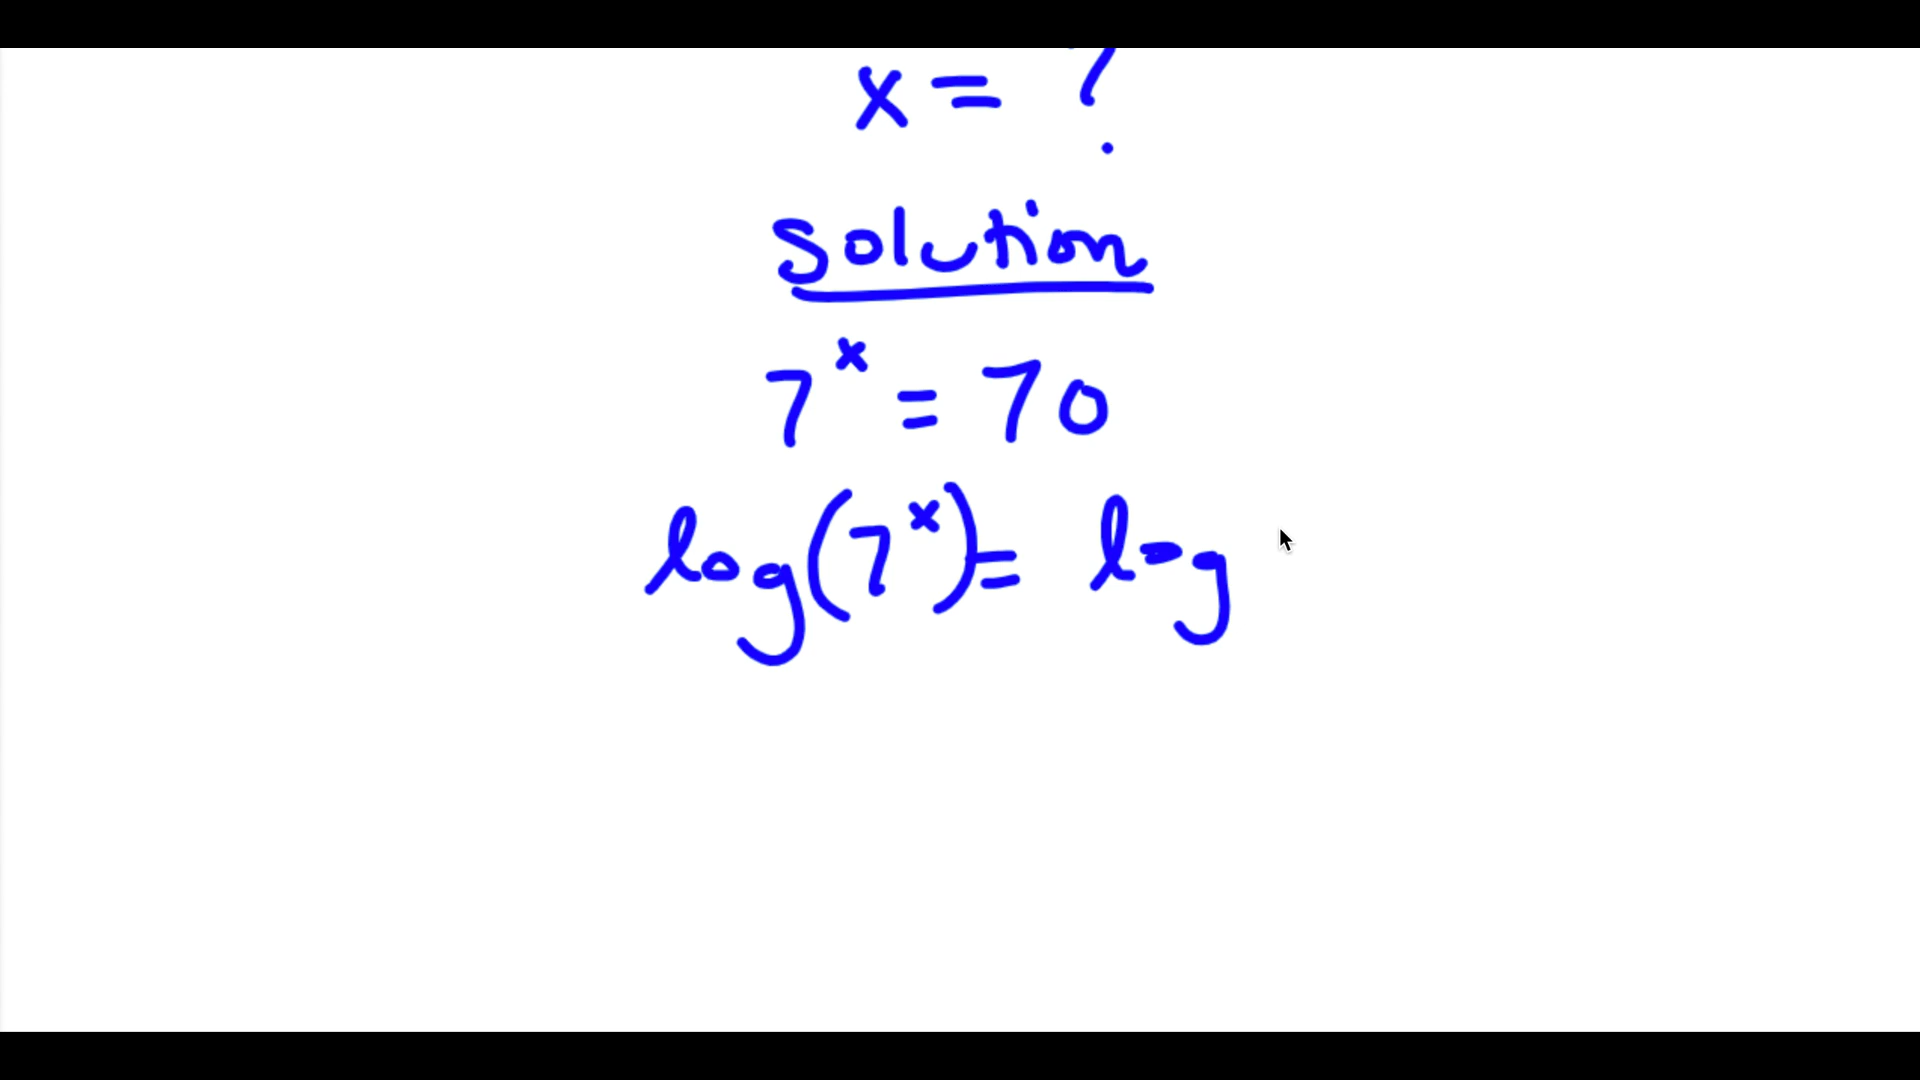 x = ?
Solution
7^x = 70
log(7^x) = log